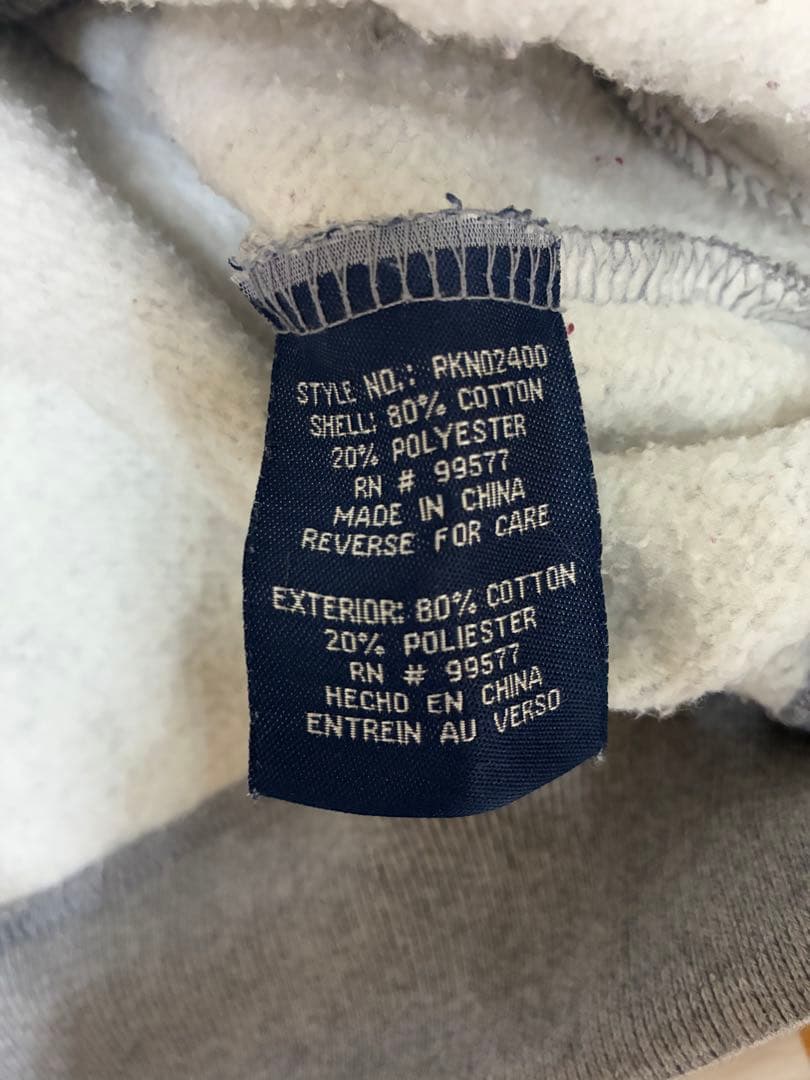 STYLE NO.: PKN02400
SHELL: 80% COTTON
20% POLYESTER
RN # 99577
MADE IN CHINA
REVERSE FOR CARE
EXTERIOR: 80% COTTON
20% POLIESTER
RN # 99577
HECHO EN CHINA
ENTREIN AU VERSO